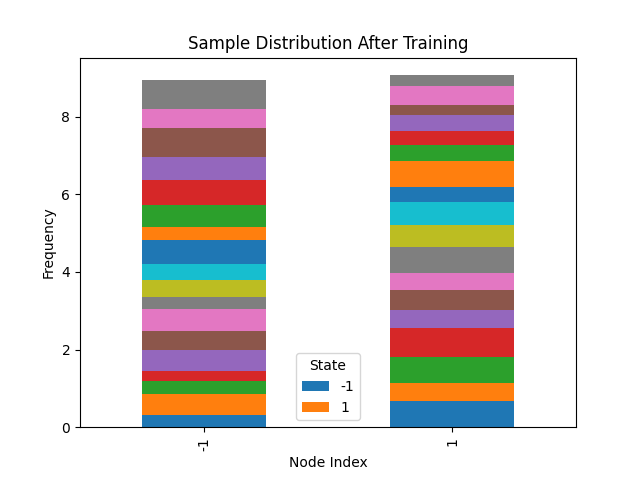 Sample Distribution After Training
Frequency
8
6
4
2
0
State
-1
1
-1
1
Node Index